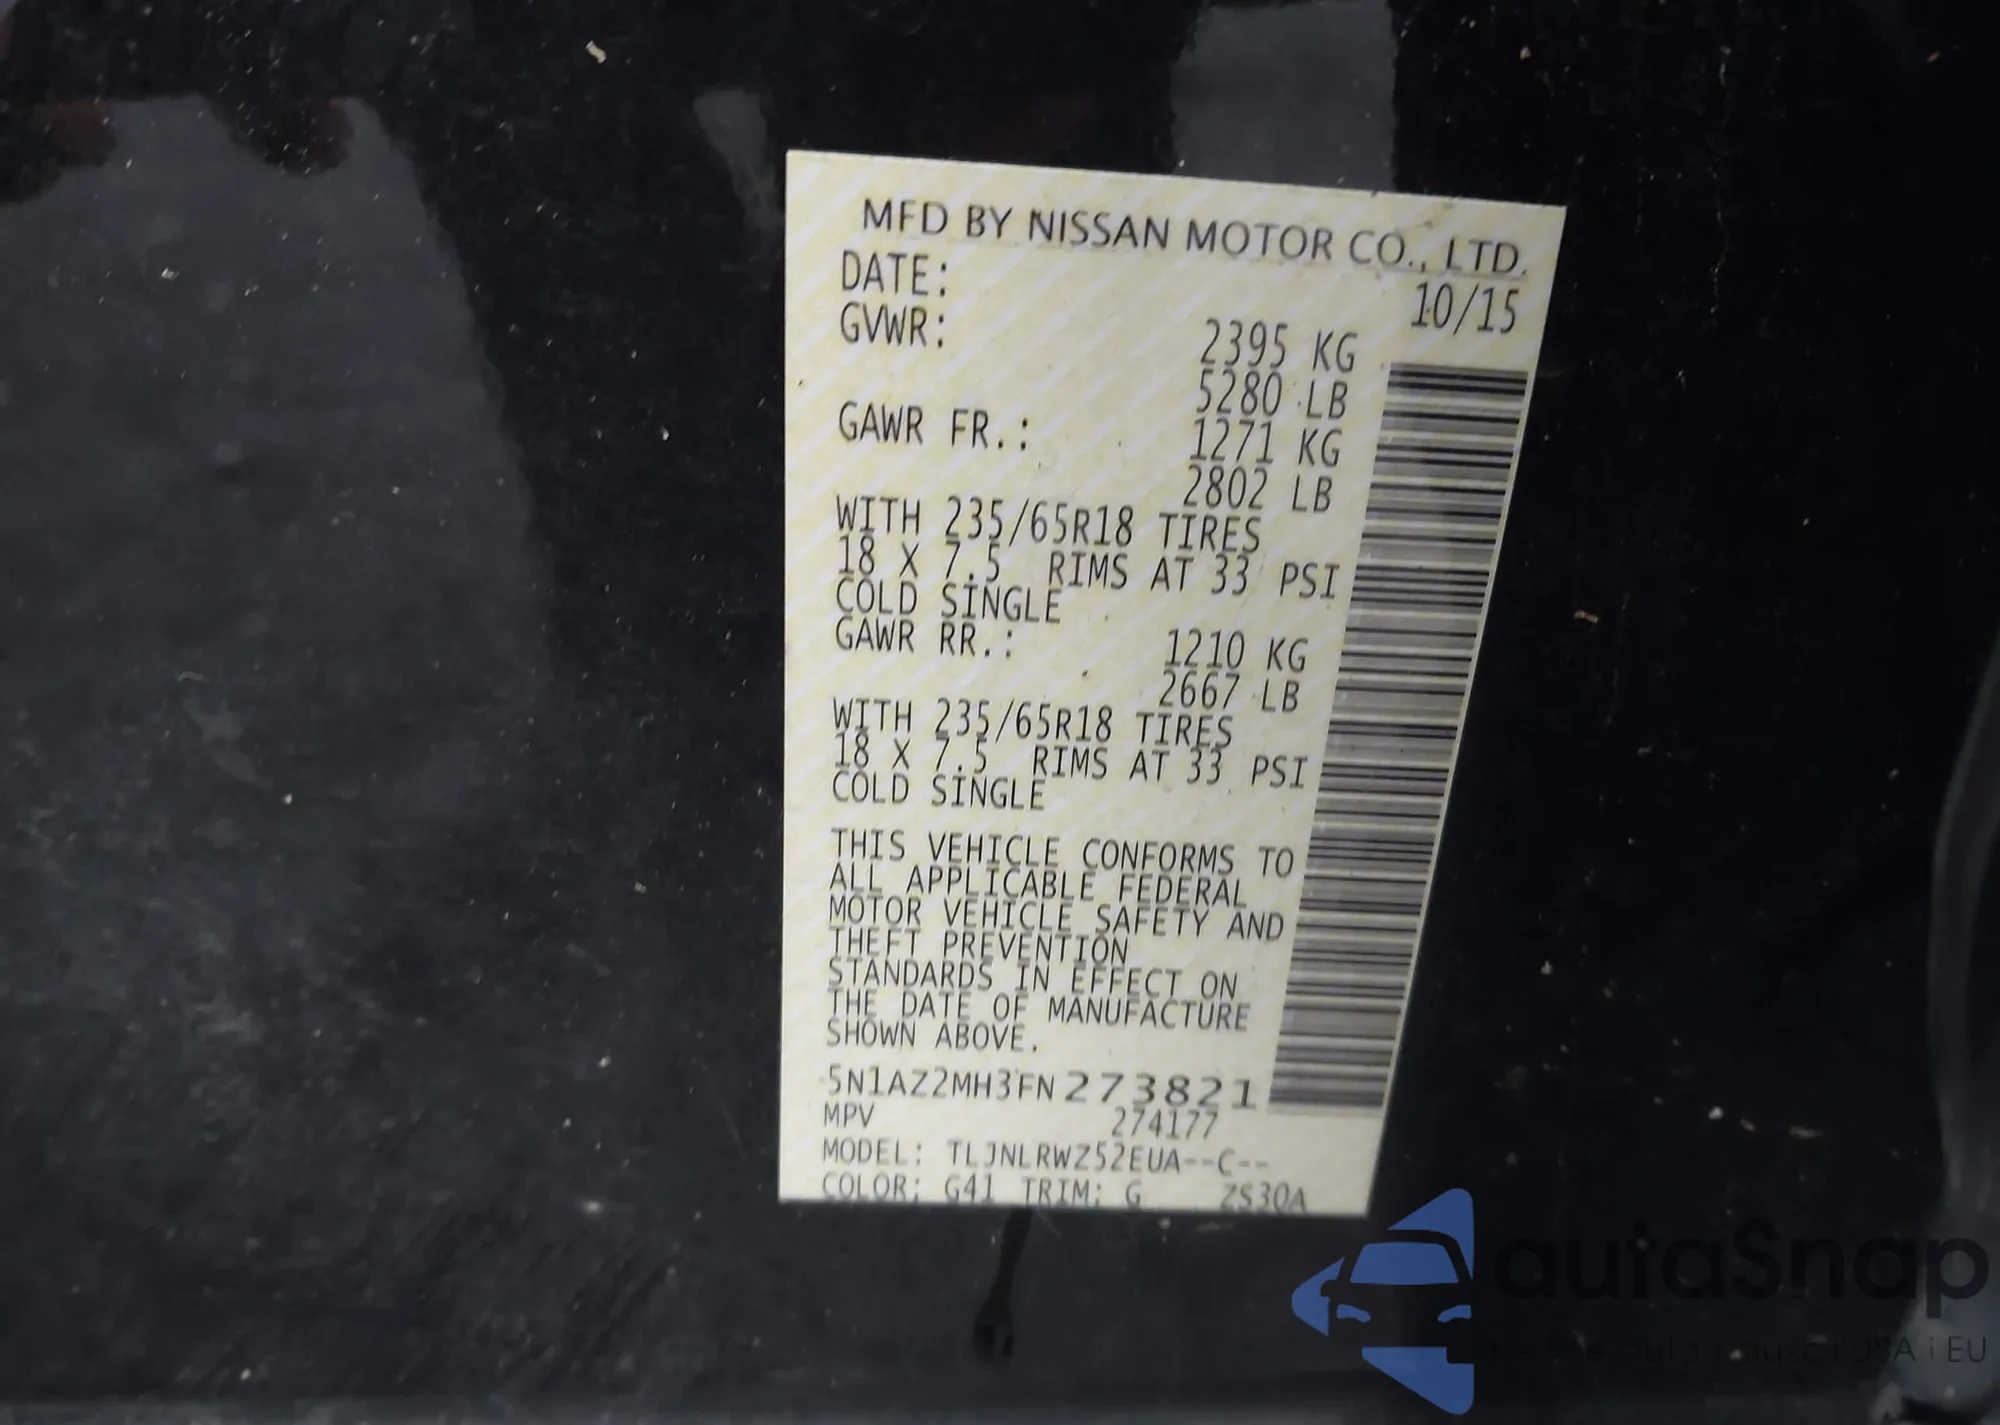 MFD BY NISSAN MOTOR CO., LTD.
DATE: 10/15
GVWR: 2395 KG
5280 LB
GAWR FR.: 1271 KG
2802 LB
WITH 235/65R18 TIRES
18 X 7.5 RIMS AT 33 PSI
COLD SINGLE
GAWR RR.: 1210 KG
2667 LB
WITH 235/65R18 TIRES
18 X 7.5 RIMS AT 33 PSI
COLD SINGLE
THIS VEHICLE CONFORMS TO
ALL APPLICABLE FEDERAL
MOTOR VEHICLE SAFETY AND
THEFT PREVENTION
STANDARDS IN EFFECT ON
THE DATE OF MANUFACTURE
SHOWN ABOVE.
5N1AZ2MH3FN273821
MPV 274177
MODEL: TLJNLRWZ52EUA--C--
COLOR: G41 TRIM: G ZS30A
autoSnap
USA i EU